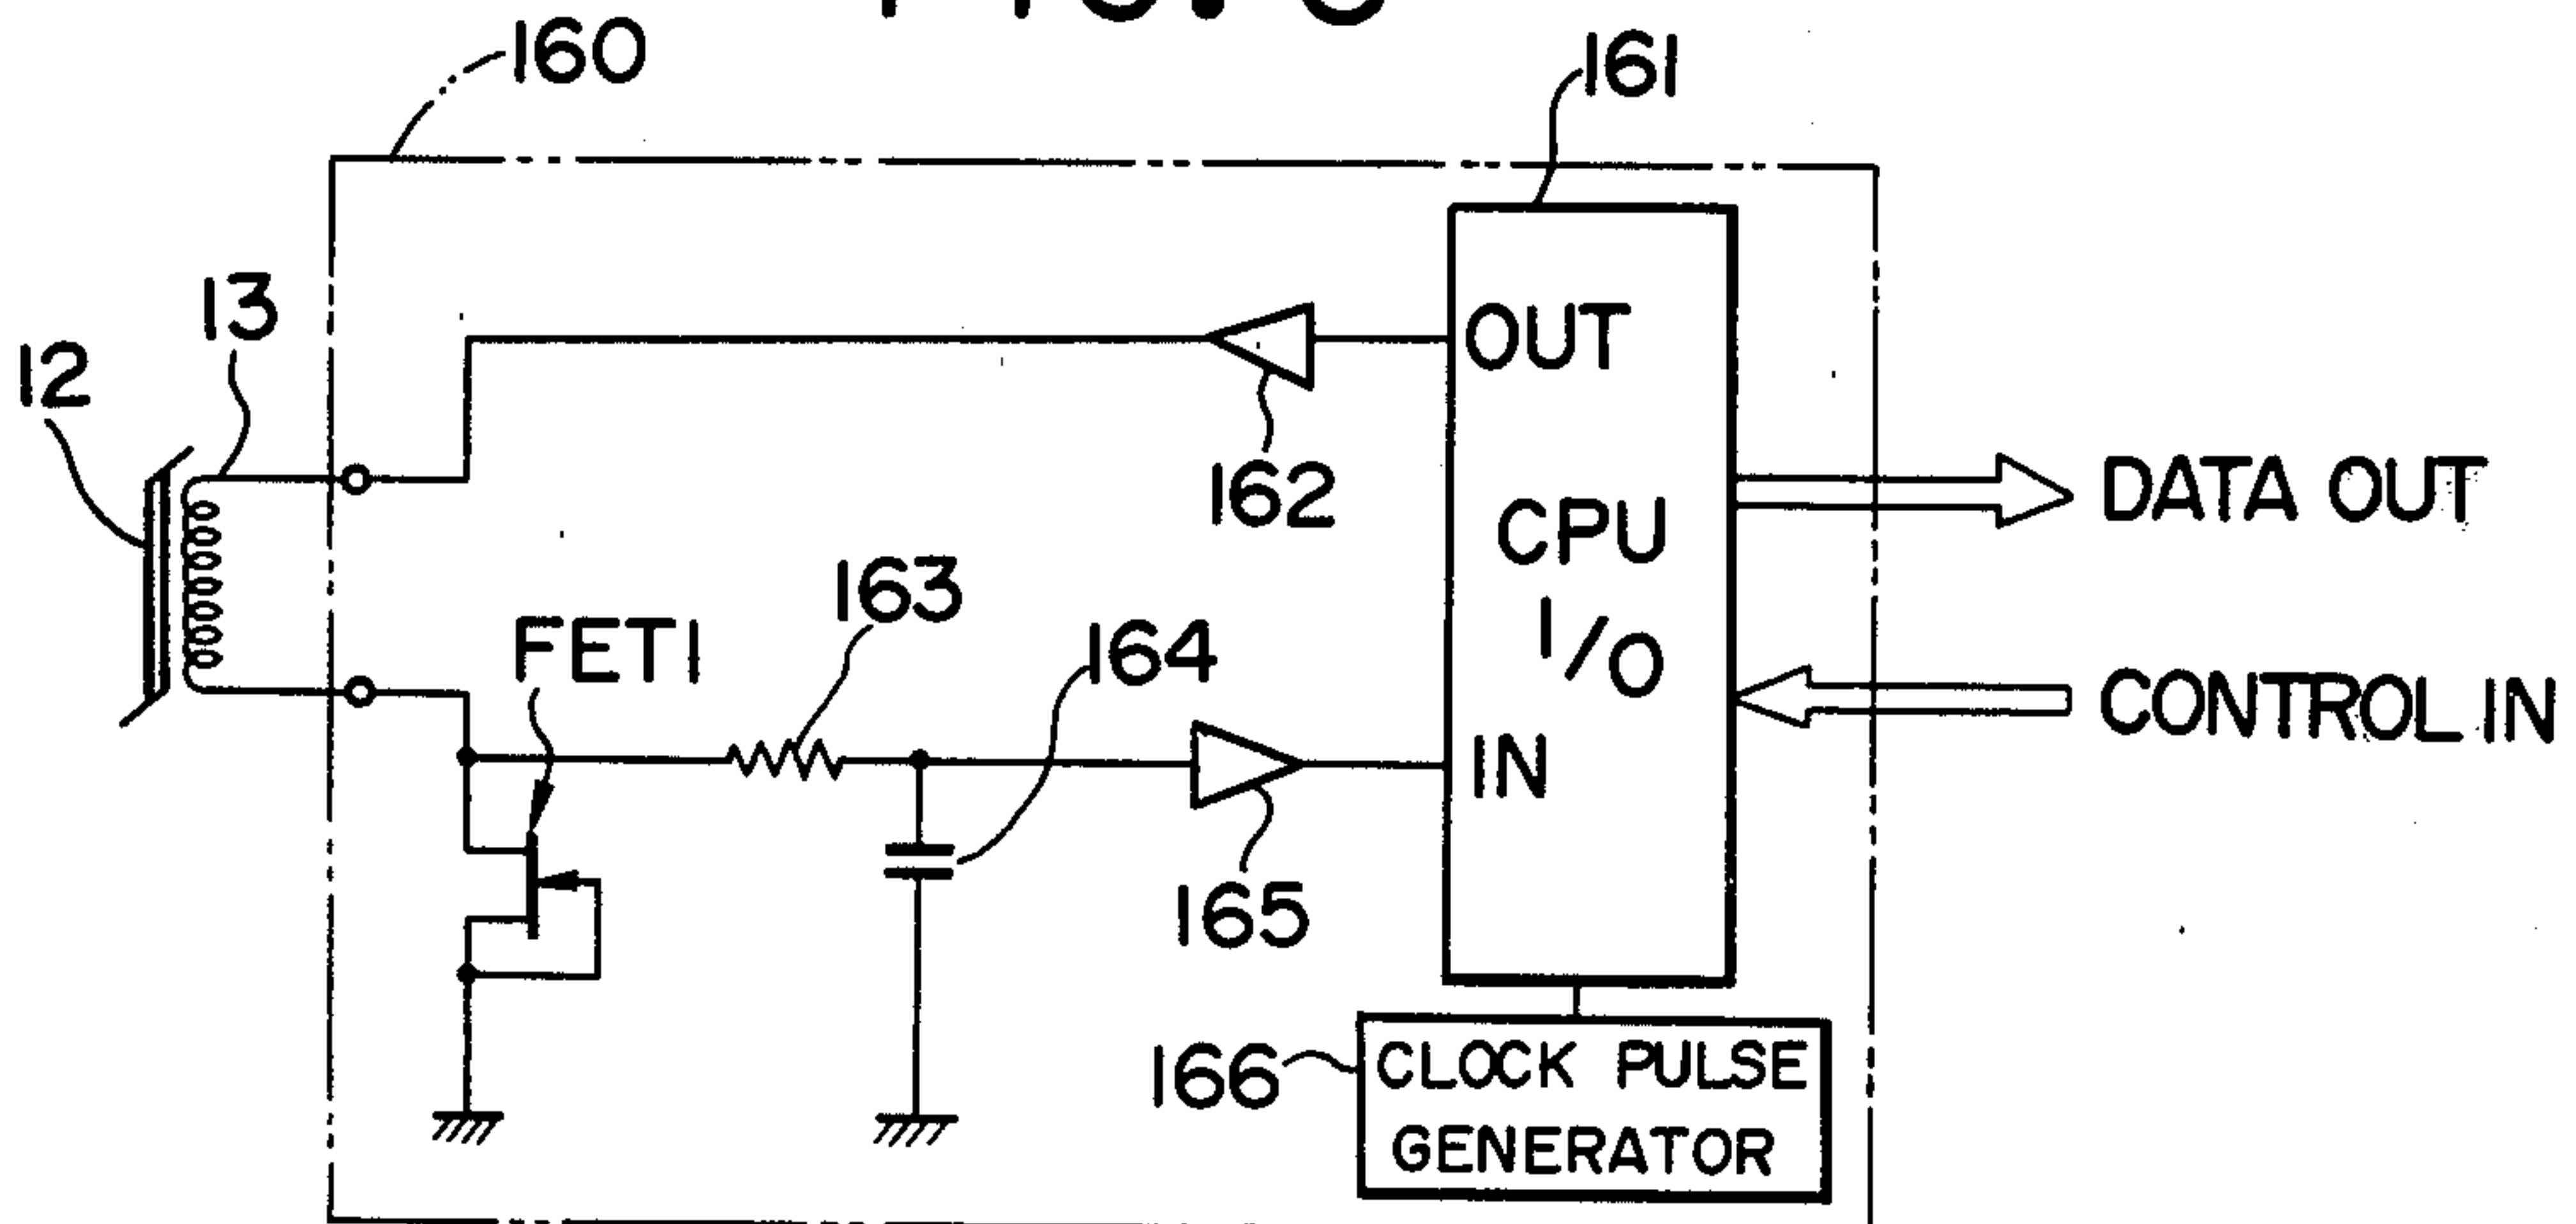 160
161
13
12
OUT
162
DATA OUT
CPU
I/O
163
FET1
164
CONTROL IN
IN
165
166
CLOCK PULSE
GENERATOR